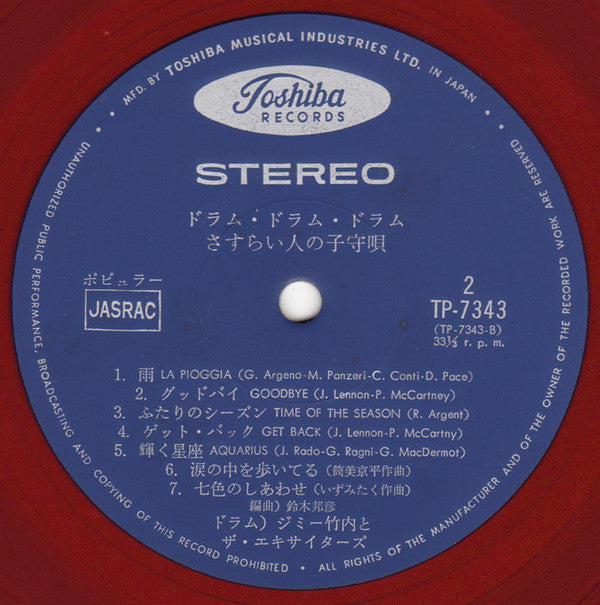 • MFD. BY TOSHIBA MUSICAL INDUSTRIES LTD. IN JAPAN •
Toshiba
RECORDS
STEREO
ドラム・ドラム・ドラム
さすらい人の子守唄
ポピュラー
JASRAC
2
TP-7343
(TP-7343-B)
33⅓ r. p. m.
1. 雨 LA PIOGGIA (G. Argeno-M. Panzeri-C. Conti-D. Pace)
2. グッドバイ GOODBYE (J. Lennon-P. McCartney)
3. ふたりのシーズン TIME OF THE SEASON (R. Argent)
4. ゲット・バック GET BACK (J. Lennon-P. McCartny)
5. 輝く星座 AQUARIUS (J. Rado-G. Ragni-G. MacDermot)
6. 涙の中を歩いてる (筒美京平作曲)
7. 七色のしあわせ (いずみたく作曲)
編曲) 鈴木邦彦
ドラム) ジミー竹内と
ザ・エキサイターズ
• ALL RIGHTS OF THE MANUFACTURER AND OF THE OWNER OF THE RECORDED WORK ARE RESERVED
UNAUTHORIZED PUBLIC PERFORMANCE, BROADCASTING AND COPYING OF THIS RECORD PROHIBITED